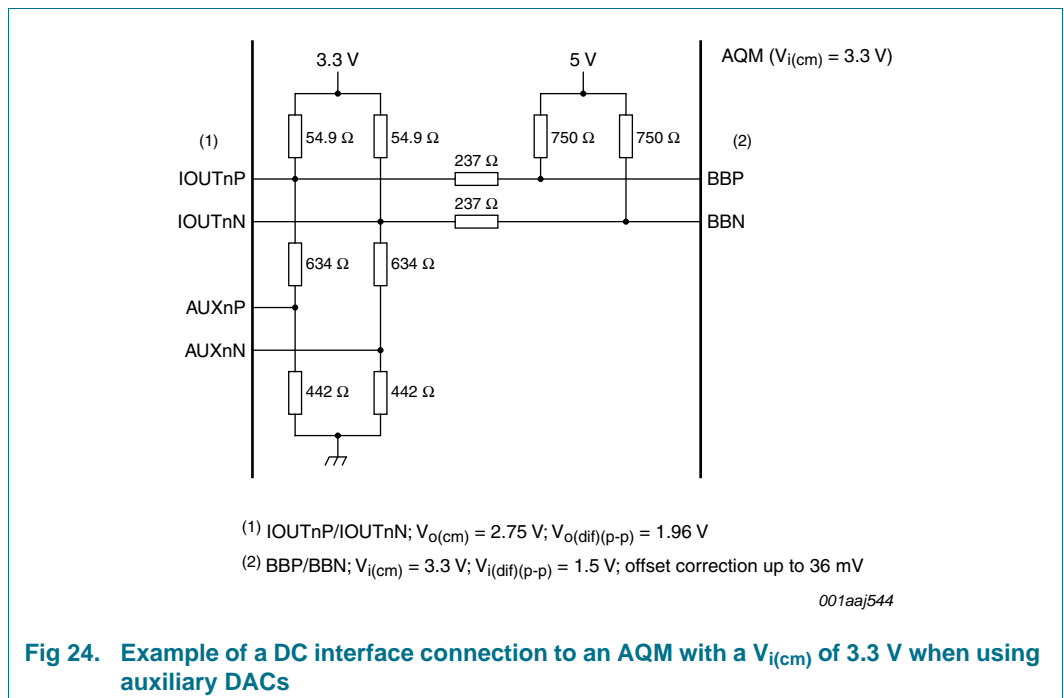 3.3 V
5 V
AQM (Vi(cm) = 3.3 V)
(1)
54.9 Ω
54.9 Ω
750 Ω
750 Ω
(2)
237 Ω
IOUTnP
BBP
237 Ω
IOUTnN
BBN
634 Ω
634 Ω
AUXnP
AUXnN
442 Ω
442 Ω
(1) IOUTnP/IOUTnN; Vo(cm) = 2.75 V; Vo(dif)(p-p) = 1.96 V
(2) BBP/BBN; Vi(cm) = 3.3 V; Vi(dif)(p-p) = 1.5 V; offset correction up to 36 mV
001aaj544
Fig 24. Example of a DC interface connection to an AQM with a Vi(cm) of 3.3 V when using
auxiliary DACs